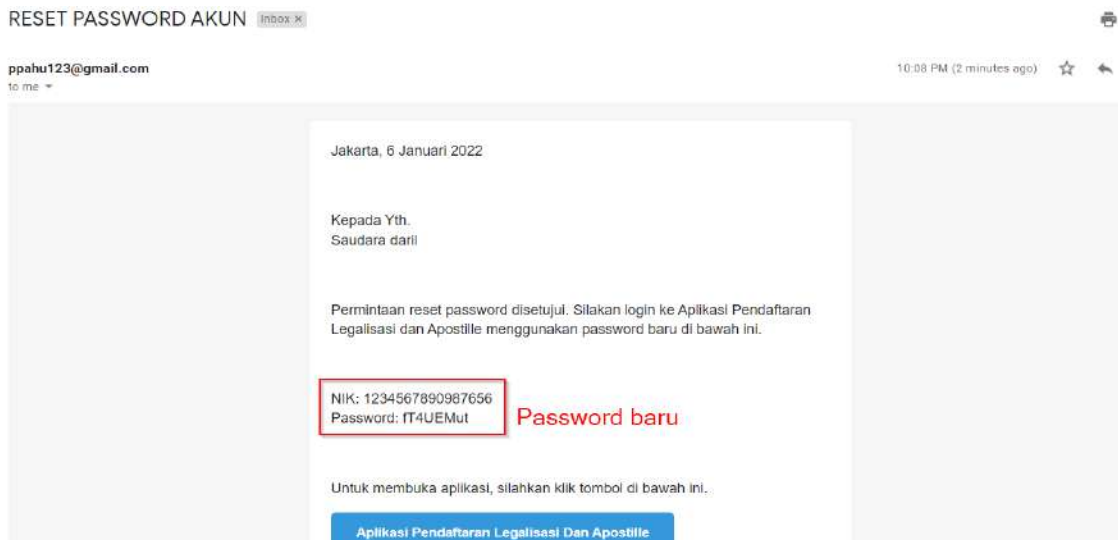 RESET PASSWORD AKUN Inbox ×
ppahu123@gmail.com 10:08 PM (2 minutes ago)
to me
Jakarta, 6 Januari 2022
Kepada Yth.
Saudara daril
Permintaan reset password disetujui. Silakan login ke Aplikasi Pendaftaran
Legalisasi dan Apostille menggunakan password baru di bawah ini.
NIK: 1234567890987656
Password: fT4UEMut
Password baru
Untuk membuka aplikasi, silahkan klik tombol di bawah ini.
Aplikasi Pendaftaran Legalisasi Dan Apostille